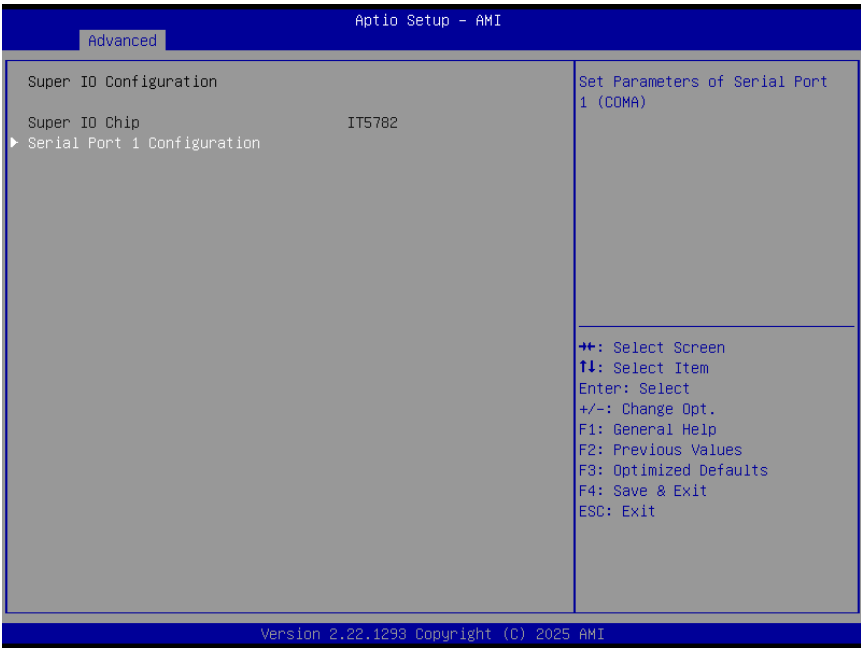 Aptio Setup – AMI
Advanced
Super IO Configuration
Super IO Chip IT5782
▶ Serial Port 1 Configuration
Set Parameters of Serial Port
1 (COMA)
→←: Select Screen
↑↓: Select Item
Enter: Select
+/-: Change Opt.
F1: General Help
F2: Previous Values
F3: Optimized Defaults
F4: Save & Exit
ESC: Exit
Version 2.22.1293 Copyright (C) 2025 AMI